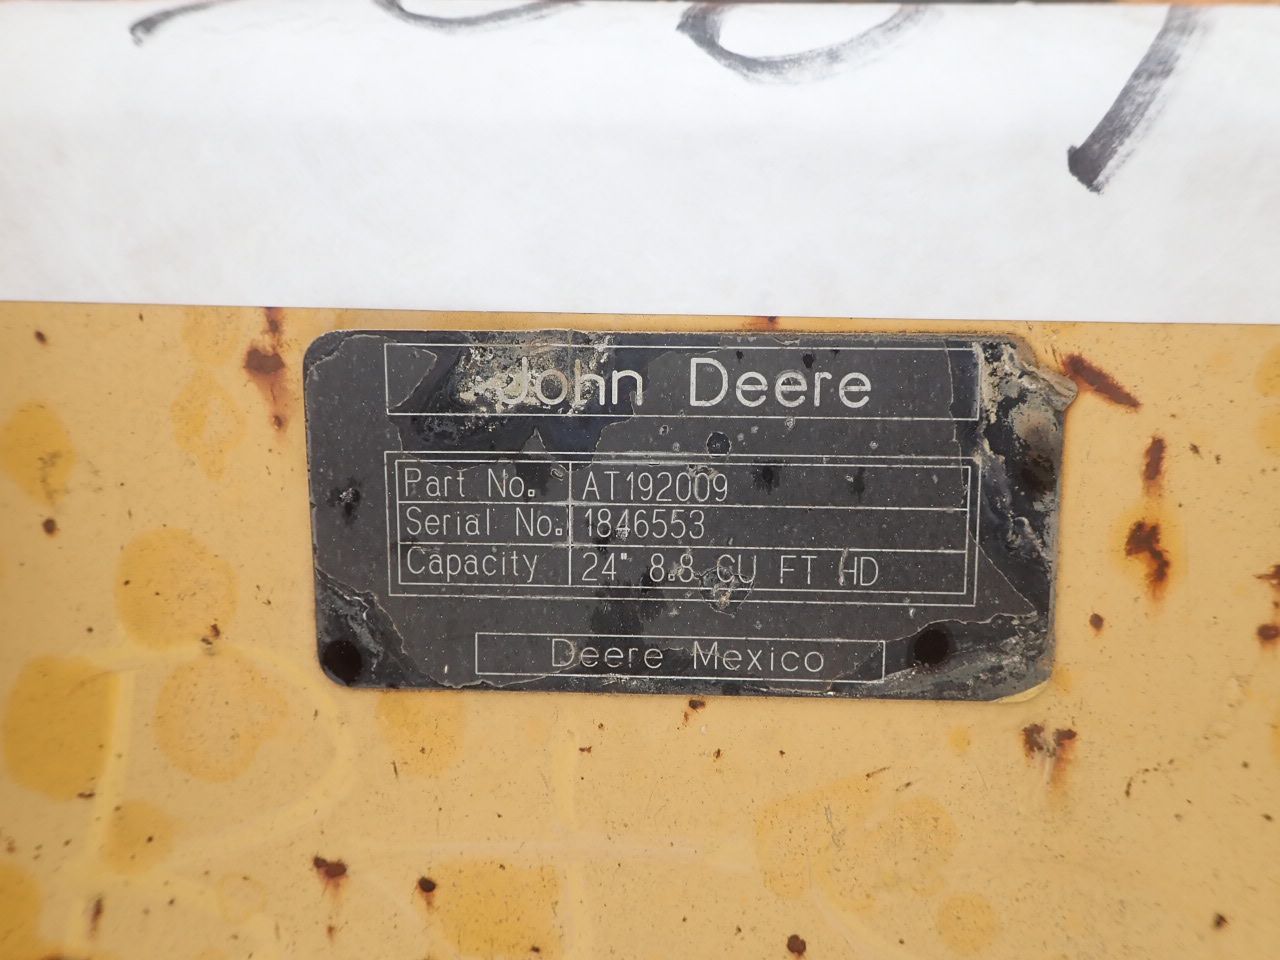 John Deere
Part No. AT192009
Serial No. 1846553
Capacity 24" 8.8 CU FT HD
Deere Mexico